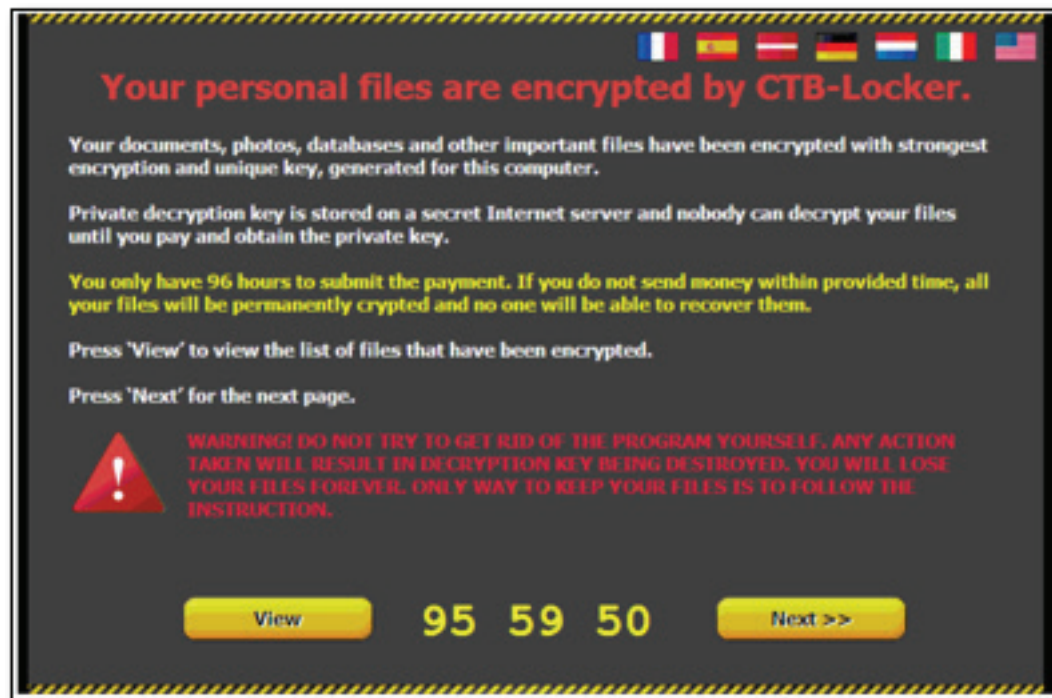 Your personal files are encrypted by CTB-Locker.
Your documents, photos, databases and other important files have been encrypted with strongest
encryption and unique key, generated for this computer.
Private decryption key is stored on a secret Internet server and nobody can decrypt your files
until you pay and obtain the private key.
You only have 96 hours to submit the payment. If you do not send money within provided time, all
your files will be permanently crypted and no one will be able to recover them.
Press 'View' to view the list of files that have been encrypted.
Press 'Next' for the next page.
WARNING! DO NOT TRY TO GET RID OF THE PROGRAM YOURSELF. ANY ACTION
TAKEN WILL RESULT IN DECRYPTION KEY BEING DESTROYED. YOU WILL LOSE
YOUR FILES FOREVER. ONLY WAY TO KEEP YOUR FILES IS TO FOLLOW THE
INSTRUCTION.
View 95 59 50 Next >>